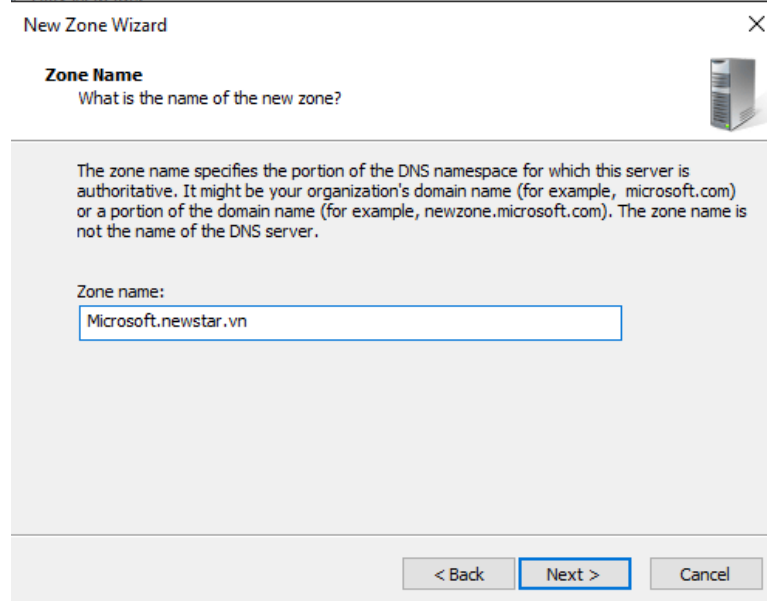 New Zone Wizard
Zone Name
What is the name of the new zone?
The zone name specifies the portion of the DNS namespace for which this server is
authoritative. It might be your organization's domain name (for example, microsoft.com)
or a portion of the domain name (for example, newzone.microsoft.com). The zone name is
not the name of the DNS server.
Zone name:
Microsoft.newstar.vn
< Back Next > Cancel